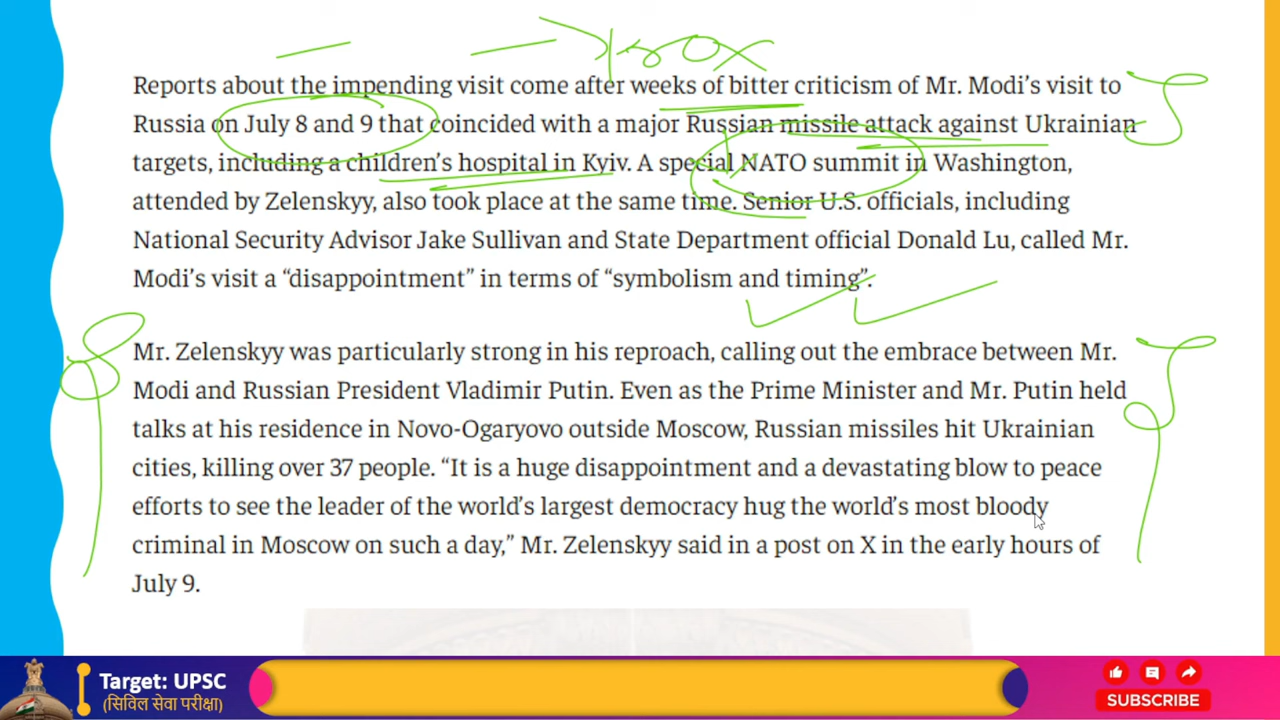 Reports about the impending visit come after weeks of bitter criticism of Mr. Modi's visit to
Russia on July 8 and 9 that coincided with a major Russian missile attack against Ukrainian
targets, including a children's hospital in Kyiv. A special NATO summit in Washington,
attended by Zelenskyy, also took place at the same time. Senior U.S. officials, including
National Security Advisor Jake Sullivan and State Department official Donald Lu, called Mr.
Modi's visit a “disappointment” in terms of “symbolism and timing”.
Mr. Zelenskyy was particularly strong in his reproach, calling out the embrace between Mr.
Modi and Russian President Vladimir Putin. Even as the Prime Minister and Mr. Putin held
talks at his residence in Novo-Ogaryovo outside Moscow, Russian missiles hit Ukrainian
cities, killing over 37 people. “It is a huge disappointment and a devastating blow to peace
efforts to see the leader of the world's largest democracy hug the world's most bloody
criminal in Moscow on such a day,” Mr. Zelenskyy said in a post on X in the early hours of
July 9.
Target: UPSC
(सिविल सेवा परीक्षा)
SUBSCRIBE